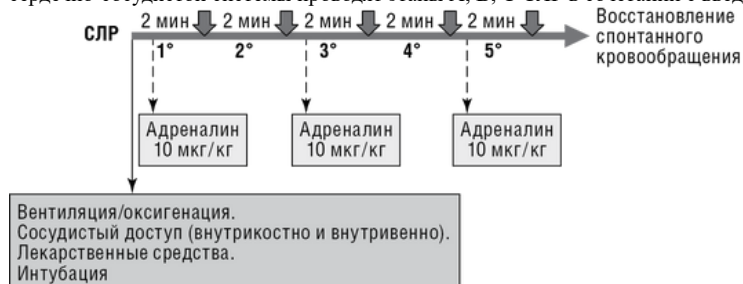 2 мин 2 мин 2 мин 2 мин 2 мин
СЛР
Восстановление
спонтанного
кровообращения
1° 2° 3° 4° 5°
Адреналин
10 мкг/кг
Адреналин
10 мкг/кг
Адреналин
10 мкг/кг
Вентиляция/оксигенация.
Сосудистый доступ (внутрикостно и внутривенно).
Лекарственные средства.
Интубация